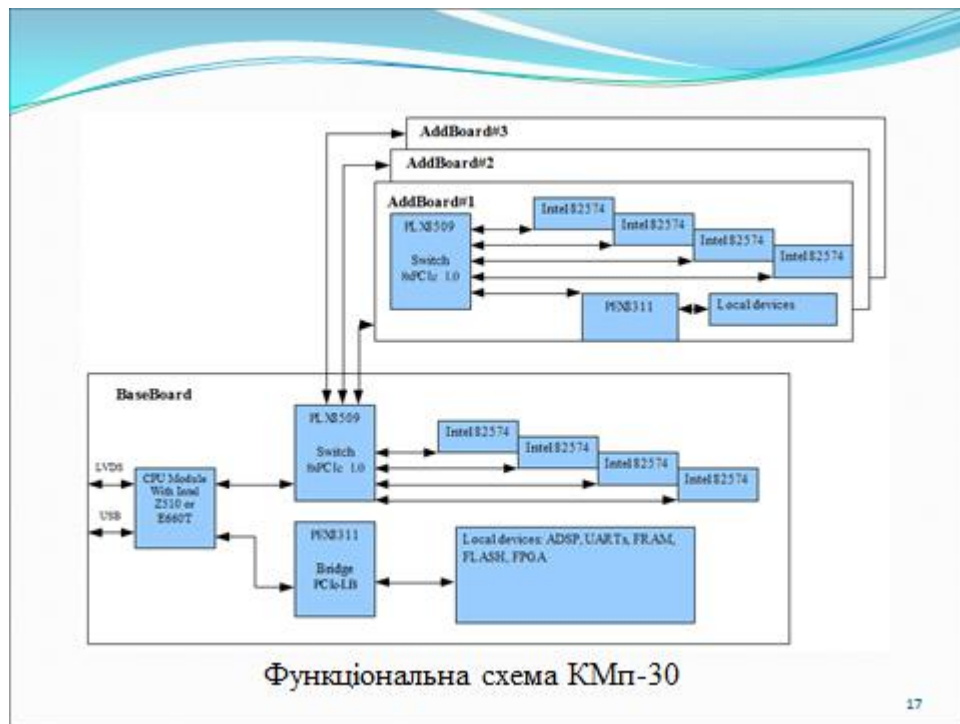 AddBoard#3
AddBoard#2
AddBoard#1
PLX8509
Switch
8xPCIe 1.0
Intel 82574
Intel 82574
Intel 82574
Intel 82574
PEX8311
Local devices
BaseBoard
PLX8509
Switch
8xPCIe 1.0
Intel 82574
Intel 82574
Intel 82574
Intel 82574
LVDS
USB
CPU Module
With Intel
Z510 or
E660T
PEX8311
Bridge
PCIe-LB
Local devices: ADSP, UARTs, FRAM,
FLASH, FPGA
Функціональна схема КМп-30
17